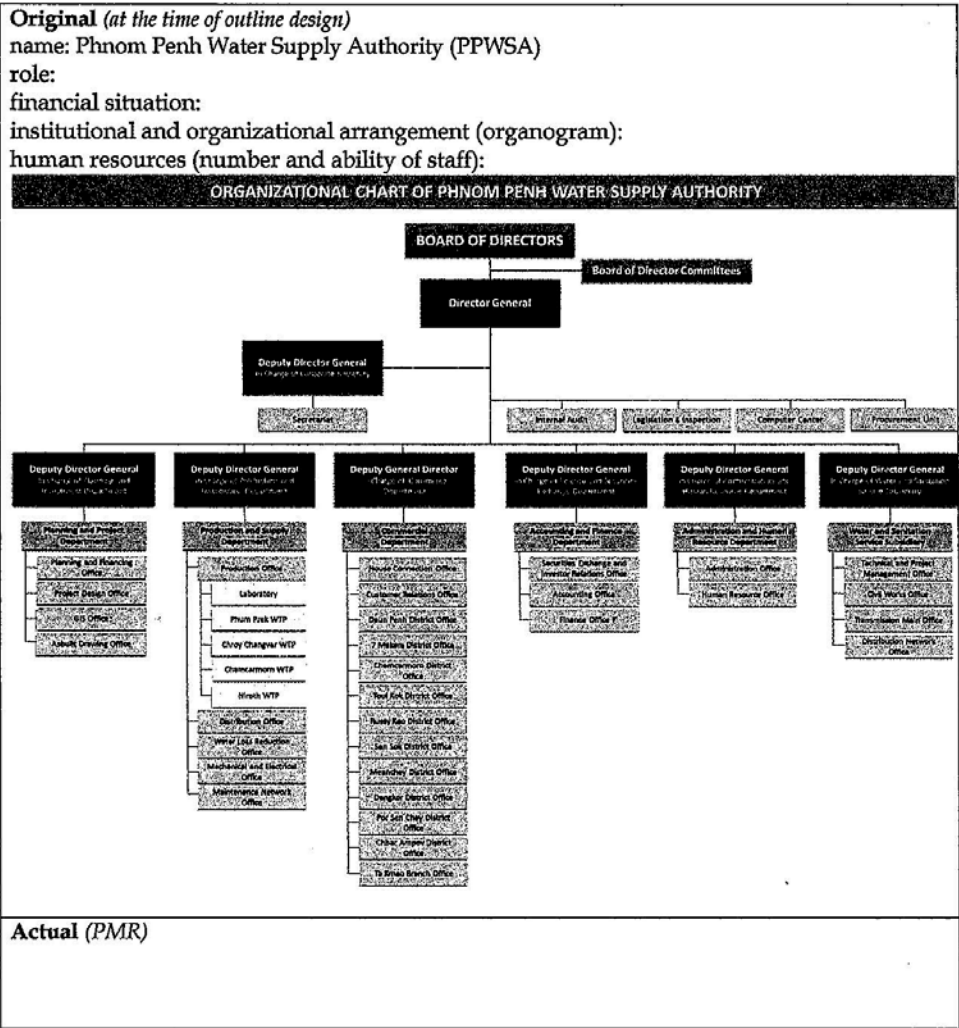 Original (at the time of outline design)
name: Phnom Penh Water Supply Authority (PPWSA)
role:
financial situation:
institutional and organizational arrangement (organogram):
human resources (number and ability of staff):
ORGANIZATIONAL CHART OF PHNOM PENH WATER SUPPLY AUTHORITY
BOARD OF DIRECTORS
Board of Director Committees
Director General
Deputy Director General
Secretariat
Internal Audit
Legislation & Inspection
Computer Center
Procurement Unit
Deputy Director General
Deputy Director General
Deputy General Director
Deputy Director General
Deputy Director General
Deputy Director General
Planning and Project
Department
Planning and Financing
Office
Project Design Office
GIS Office
Asbuilt Drawing Office
Production and Supply
Department
Production Office
Laboratory
Phum Prek WTP
Chroy Changvar WTP
Chamcarmorn WTP
Niroth WTP
Distribution Office
Water Loss Reduction
Office
Mechanical and Electrical
Office
Maintenance Network
Office
Commercial
Department
House Connection Office
Customer Relations Office
Daun Penh District Office
7 Makara District Office
Chamcarmorn District
Office
Toul Kok District Office
Russy Keo District Office
Sen Sok District Office
Meanchey District Office
Dangkor District Office
Por Sen Chey District
Office
Chbar Ampov District
Office
Ta Khmao Branch Office
Accounting and Finance
Department
Securities Exchange and
Investor Relations Office
Accounting Office
Finance Office
Administration and Human
Resource Department
Administration Office
Human Resource Office
Water and Sanitation
Service Subsidiary
Technical and Project
Management Office
Civil Works Office
Transmission Main Office
Distribution Network
Office
Actual (PMR)